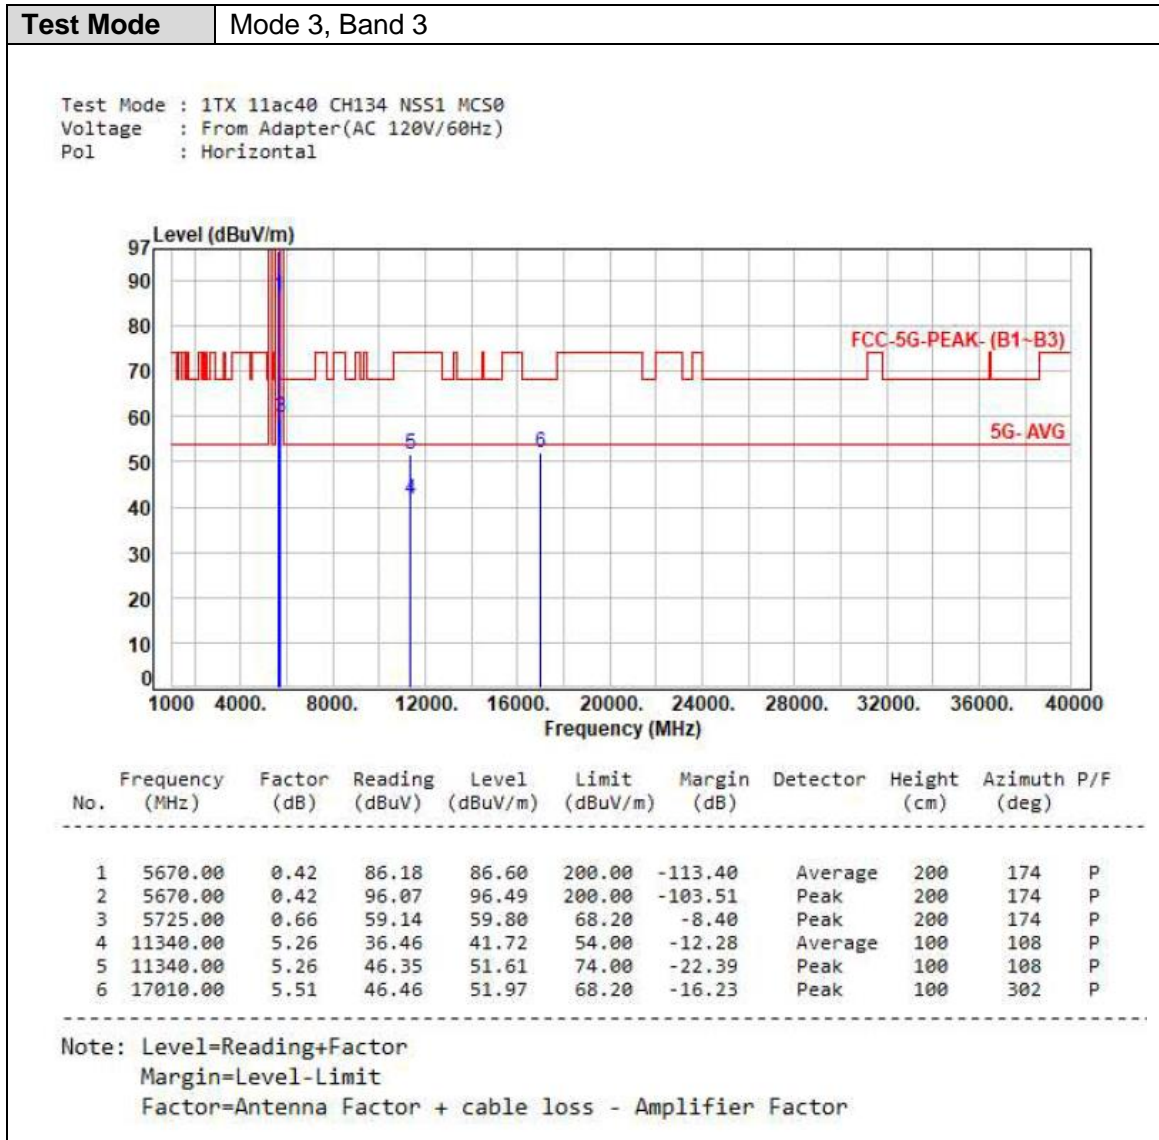 Test Mode Mode 3, Band 3
Test Mode : 1TX 11ac40 CH134 NSS1 MCS0
Voltage : From Adapter(AC 120V/60Hz)
Pol : Horizontal
97 Level (dBuV/m)
90
80
FCC-5G-PEAK- (B1~B3)
70
60
3
5G- AVG
5
6
50
4
40
30
20
10
0
1000 4000. 8000. 12000. 16000. 20000. 24000. 28000. 32000. 36000. 40000
Frequency (MHz)
Frequency Factor Reading Level Limit Margin Detector Height Azimuth P/F
No. (MHz) (dB) (dBuV) (dBuV/m) (dBuV/m) (dB) (cm) (deg)
1 5670.00 0.42 86.18 86.60 200.00 -113.40 Average 200 174 P
2 5670.00 0.42 96.07 96.49 200.00 -103.51 Peak 200 174 P
3 5725.00 0.66 59.14 59.80 68.20 -8.40 Peak 200 174 P
4 11340.00 5.26 36.46 41.72 54.00 -12.28 Average 100 108 P
5 11340.00 5.26 46.35 51.61 74.00 -22.39 Peak 100 108 P
6 17010.00 5.51 46.46 51.97 68.20 -16.23 Peak 100 302 P
Note: Level=Reading+Factor
Margin=Level-Limit
Factor=Antenna Factor + cable loss - Amplifier Factor